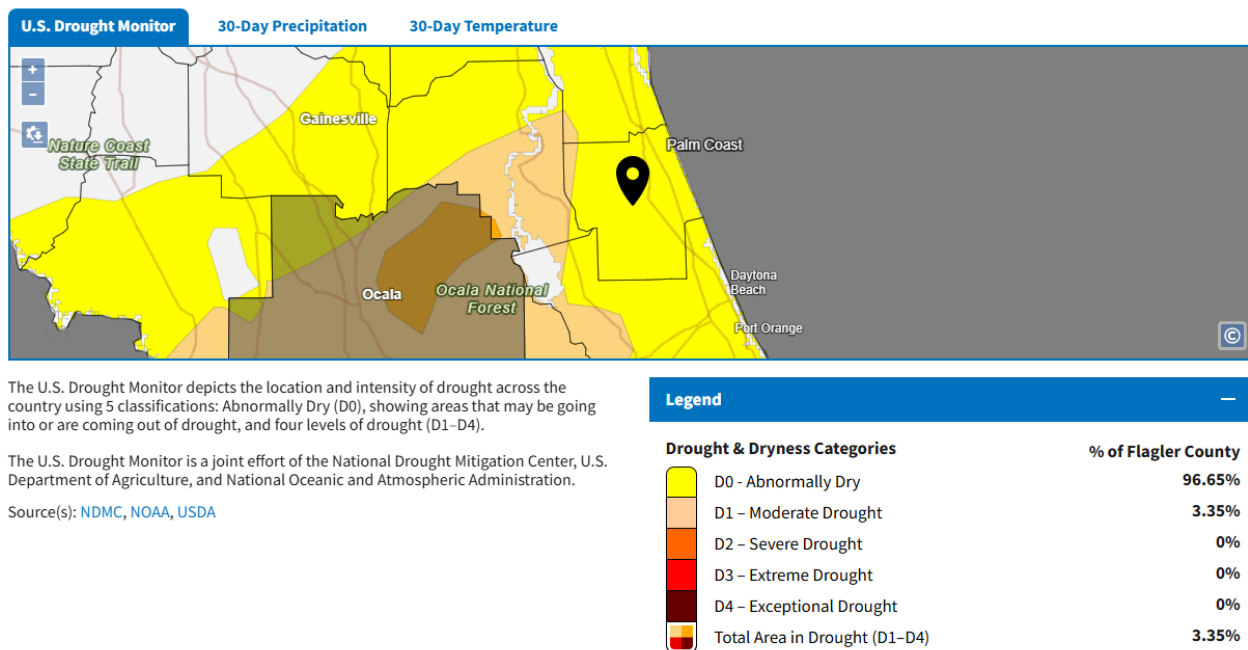 U.S. Drought Monitor
30-Day Precipitation
30-Day Temperature
+
−
Gainesville
Nature Coast
State Trail
Palm Coast
Ocala
Ocala National
Forest
Daytona
Beach
Port Orange
©
The U.S. Drought Monitor depicts the location and intensity of drought across the
country using 5 classifications: Abnormally Dry (D0), showing areas that may be going
into or are coming out of drought, and four levels of drought (D1–D4).
The U.S. Drought Monitor is a joint effort of the National Drought Mitigation Center, U.S.
Department of Agriculture, and National Oceanic and Atmospheric Administration.
Source(s): NDMC, NOAA, USDA
Legend
Drought & Dryness Categories % of Flagler County
D0 - Abnormally Dry 96.65%
D1 – Moderate Drought 3.35%
D2 – Severe Drought 0%
D3 – Extreme Drought 0%
D4 – Exceptional Drought 0%
Total Area in Drought (D1–D4) 3.35%